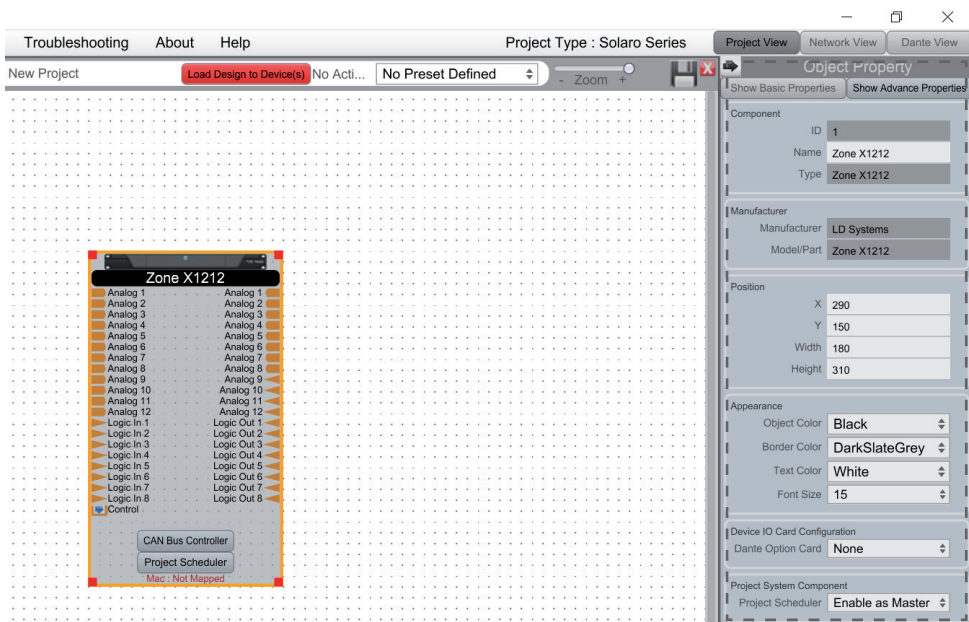 Troubleshooting About Help Project Type : Solaro Series Project View Network View Dante View
New Project Load Design to Device(s) No Acti... No Preset Defined - Zoom +
Object Property
Show Basic Properties Show Advance Properties
Component
ID 1
Name Zone X1212
Type Zone X1212
Manufacturer
Manufacturer LD Systems
Model/Part Zone X1212
Position
X 290
Y 150
Width 180
Height 310
Appearance
Object Color Black
Border Color DarkSlateGrey
Text Color White
Font Size 15
Device IO Card Configuration
Dante Option Card None
Project System Component
Project Scheduler Enable as Master
Zone X1212
Analog 1 Analog 1
Analog 2 Analog 2
Analog 3 Analog 3
Analog 4 Analog 4
Analog 5 Analog 5
Analog 6 Analog 6
Analog 7 Analog 7
Analog 8 Analog 8
Analog 9 Analog 9
Analog 10 Analog 10
Analog 11 Analog 11
Analog 12 Analog 12
Logic In 1 Logic Out 1
Logic In 2 Logic Out 2
Logic In 3 Logic Out 3
Logic In 4 Logic Out 4
Logic In 5 Logic Out 5
Logic In 6 Logic Out 6
Logic In 7 Logic Out 7
Logic In 8 Logic Out 8
Control
CAN Bus Controller
Project Scheduler
Mac : Not Mapped